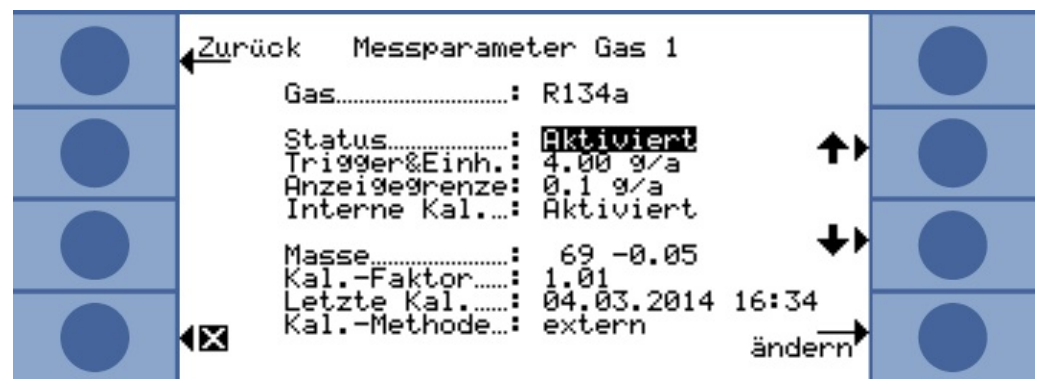 Zurück Messparameter Gas 1
Gas..............................: R134a
Status.....................: Aktiviert
Trigger&Einh.: 4.00 g/a
Anzeigegrenze: 0.1 g/a
Interne Kal....: Aktiviert
Masse........................: 69 -0.05
Kal.-Faktor......: 1.01
Letzte Kal.......: 04.03.2014 16:34
Kal.-Methode...: extern
ändern